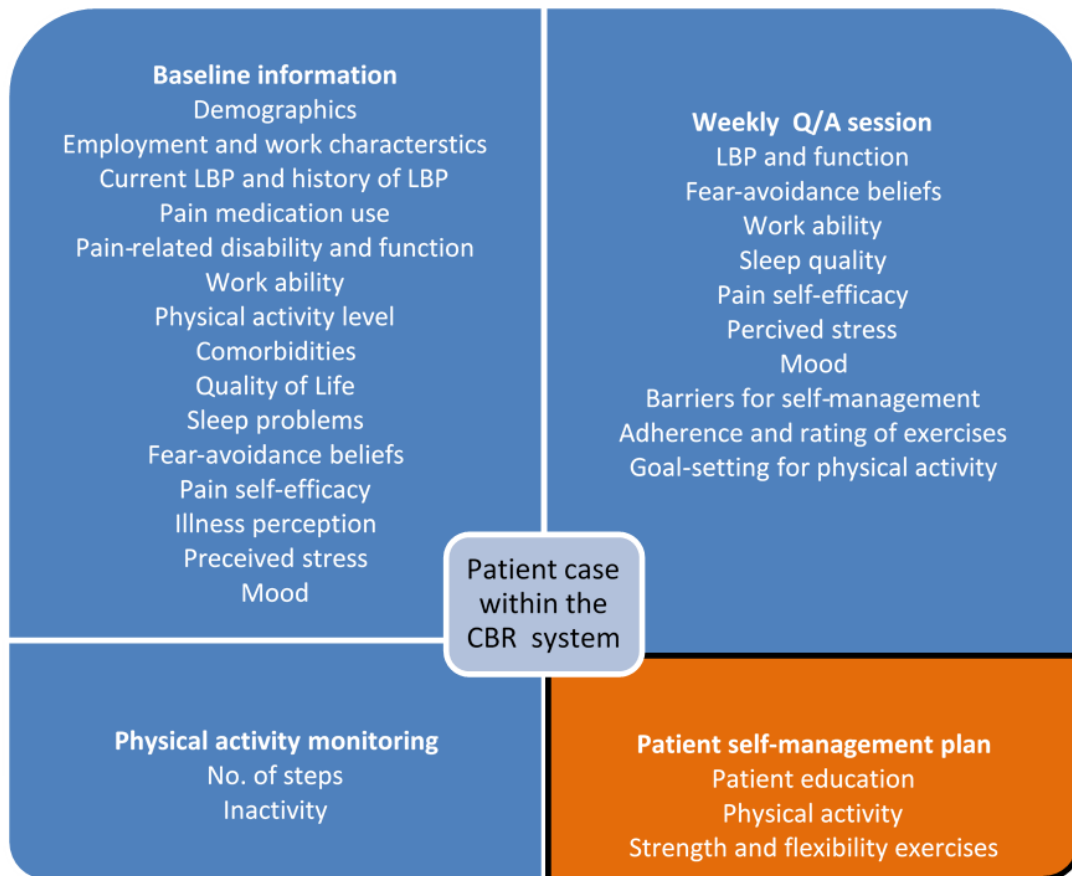 Baseline information
Demographics
Employment and work characterstics
Current LBP and history of LBP
Pain medication use
Pain-related disability and function
Work ability
Physical activity level
Comorbidities
Quality of Life
Sleep problems
Fear-avoidance beliefs
Pain self-efficacy
Illness perception
Preceived stress
Mood
Weekly Q/A session
LBP and function
Fear-avoidance beliefs
Work ability
Sleep quality
Pain self-efficacy
Percived stress
Mood
Barriers for self-management
Adherence and rating of exercises
Goal-setting for physical activity
Patient case
within the
CBR system
Physical activity monitoring
No. of steps
Inactivity
Patient self-management plan
Patient education
Physical activity
Strength and flexibility exercises